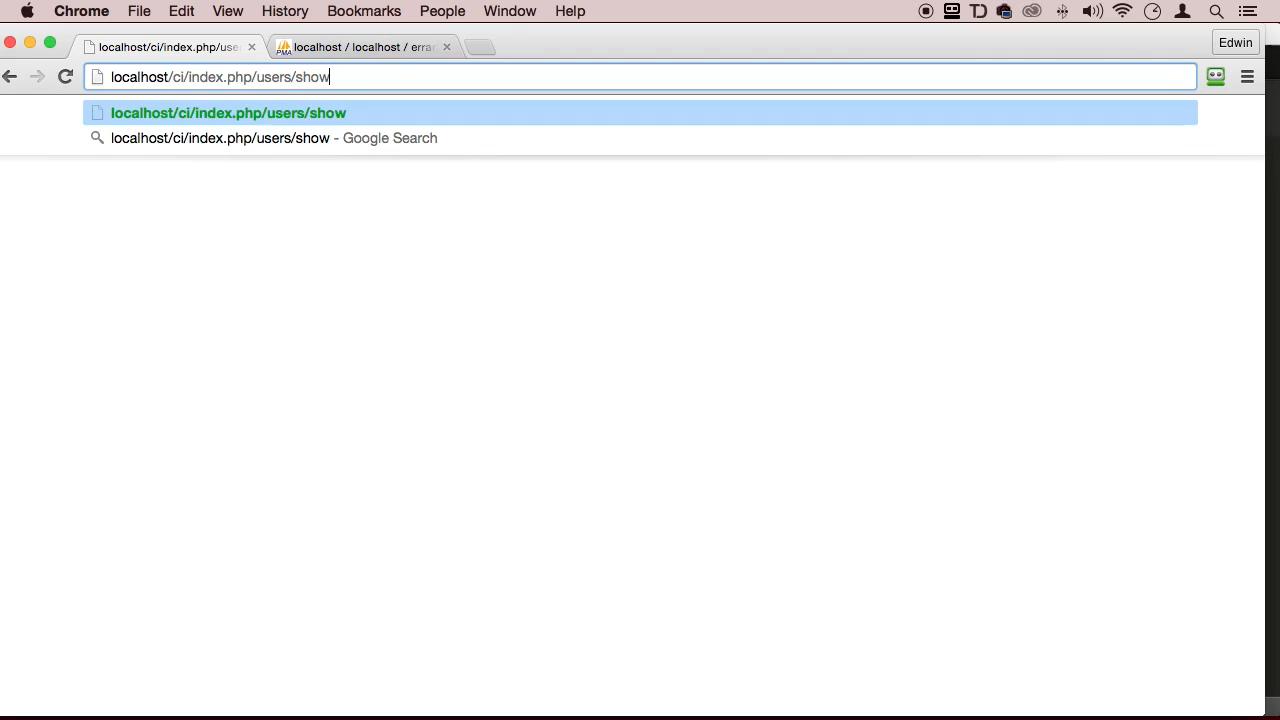 Chrome File Edit View History Bookmarks People Window Help
localhost/ci/index.php/use
localhost / localhost / erra
PMA
Edwin
localhost/ci/index.php/users/show
localhost/ci/index.php/users/show
localhost/ci/index.php/users/show - Google Search